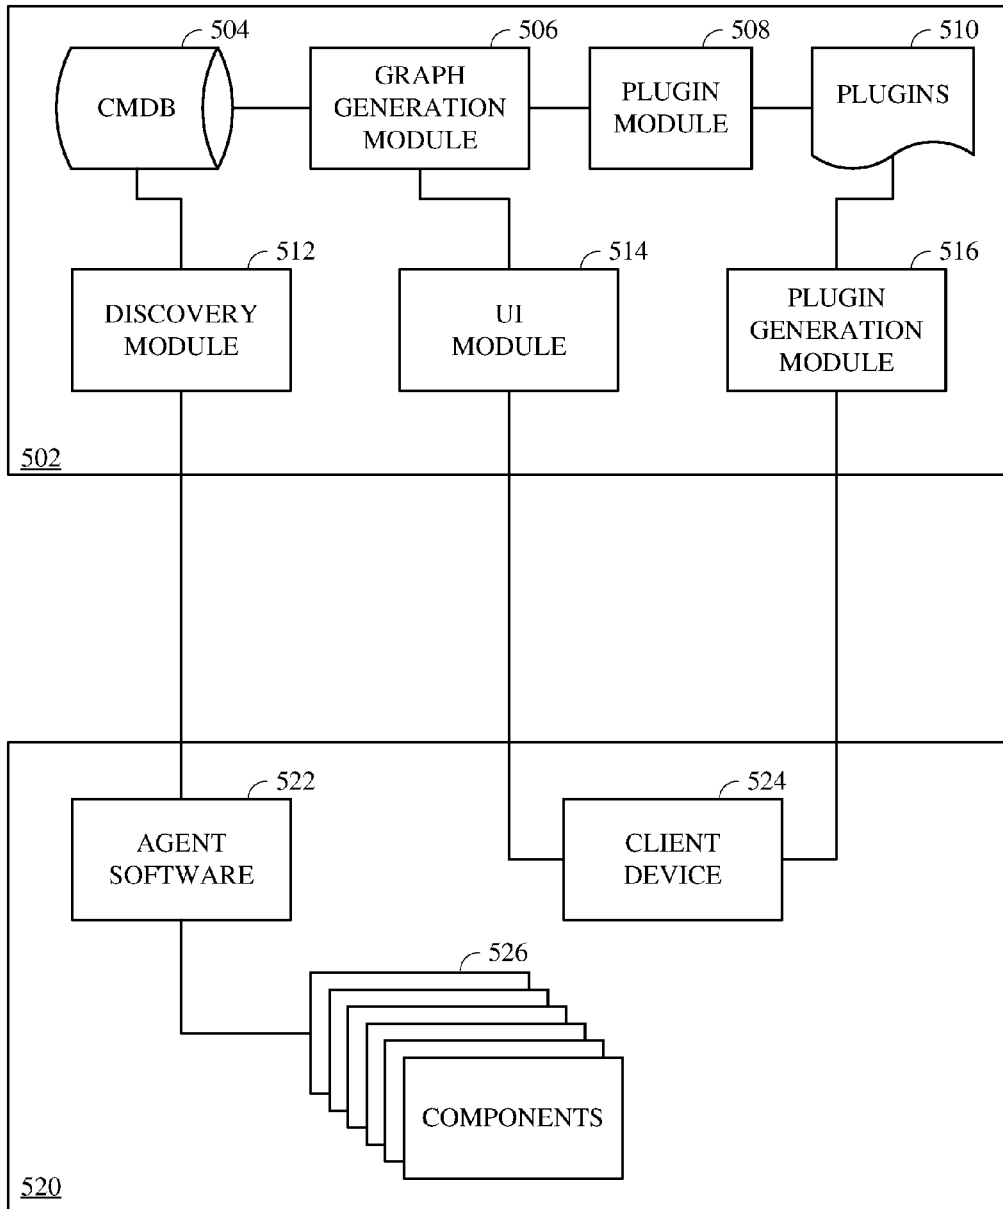 504
506
508
510
CMDB
GRAPH
GENERATION
MODULE
PLUGIN
MODULE
PLUGINS
512
514
516
DISCOVERY
MODULE
UI
MODULE
PLUGIN
GENERATION
MODULE
502
522
524
AGENT
SOFTWARE
CLIENT
DEVICE
526
COMPONENTS
520